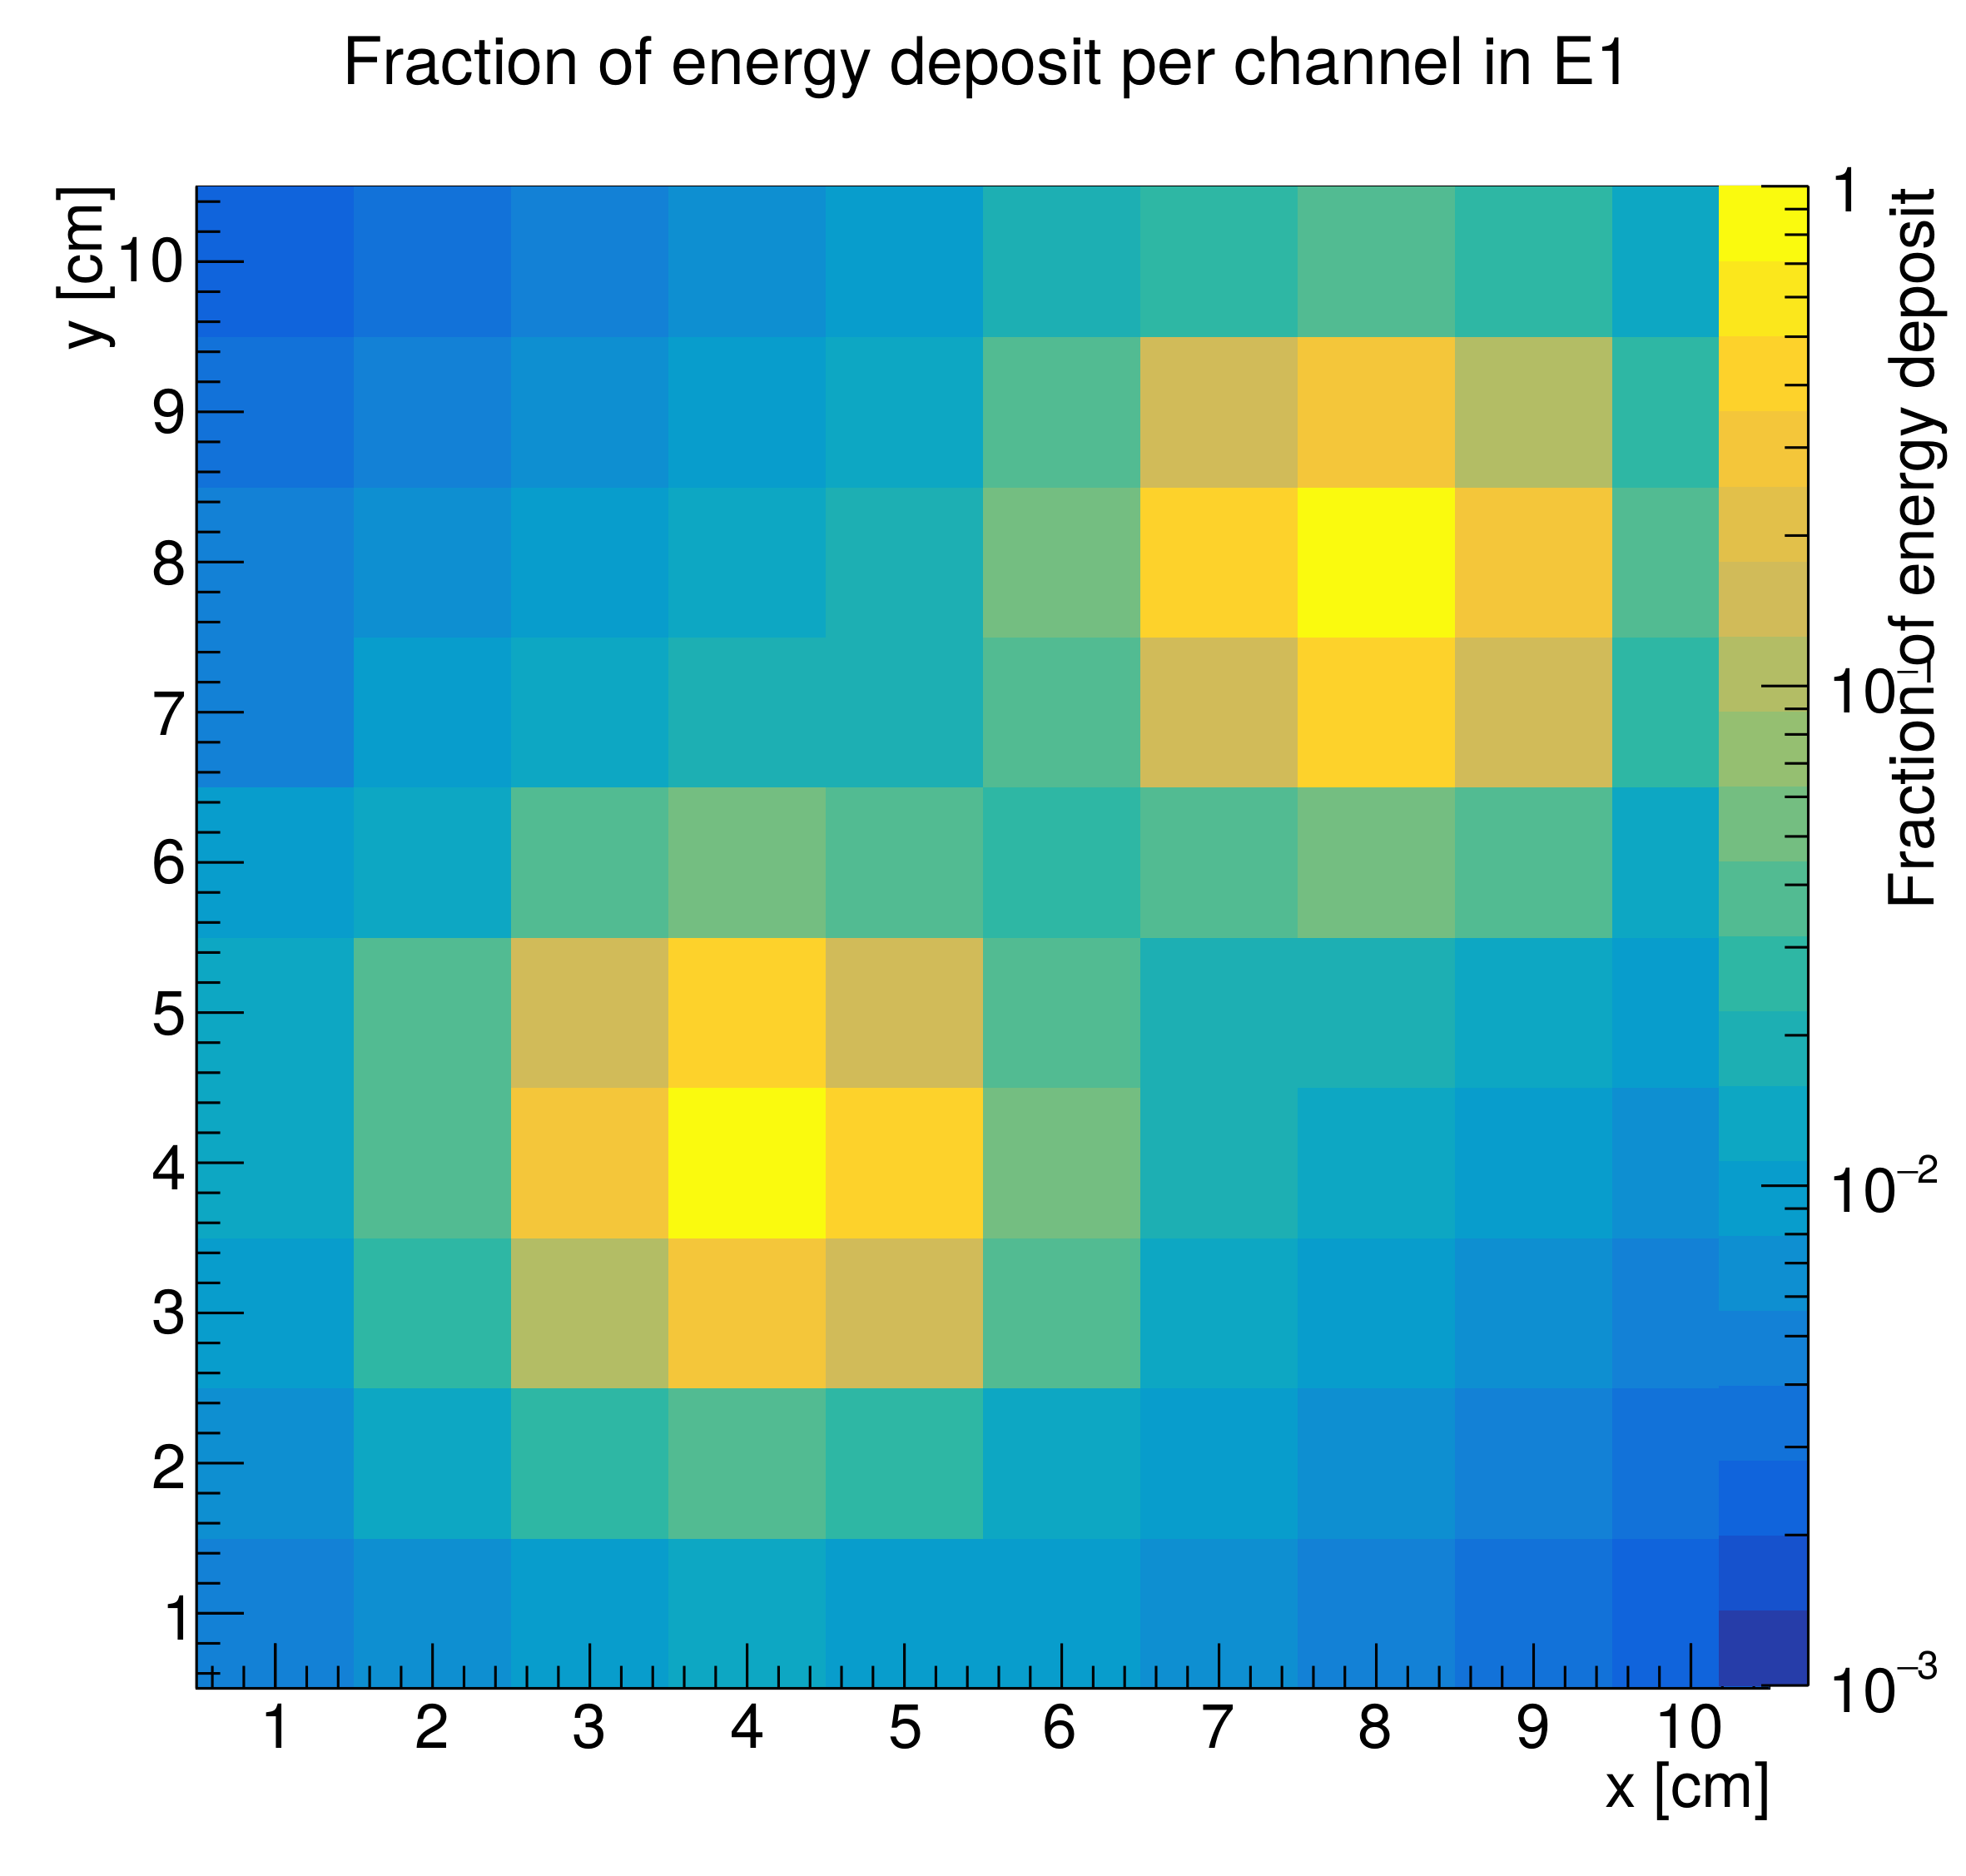 Fraction of energy deposit per channel in E1
y [cm]
10
9
8
7
6
5
4
3
2
1
1 2 3 4 5 6 7 8 9 10
x [cm]
1
10⁻¹
10⁻²
10⁻³
Fraction of energy deposit